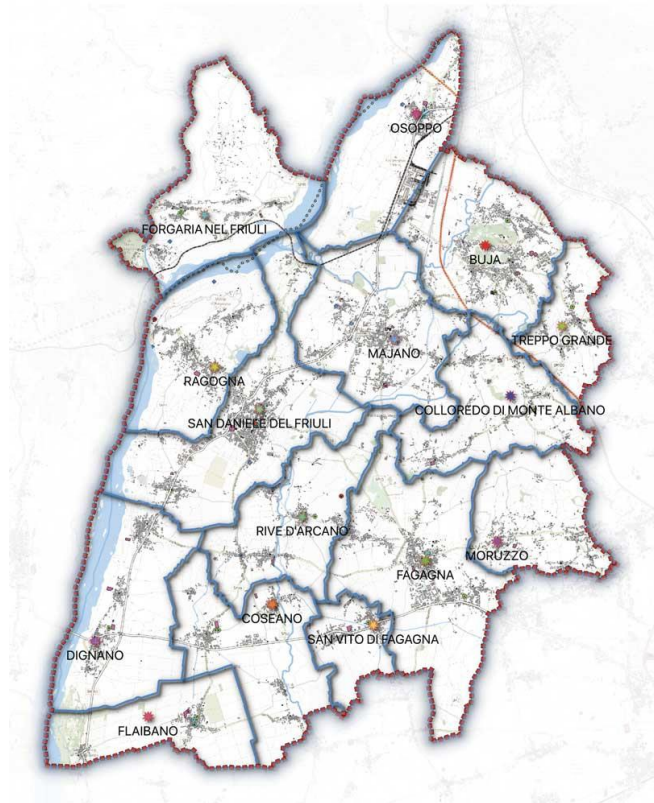 OSOPPO
FORGARIA NEL FRIULI
BUJA
TREPPO GRANDE
MAJANO
RAGOGNA
COLLOREDO DI MONTE ALBANO
SAN DANIELE DEL FRIULI
RIVE D'ARCANO
MORUZZO
FAGAGNA
COSEANO
SAN VITO DI FAGAGNA
DIGNANO
FLAIBANO